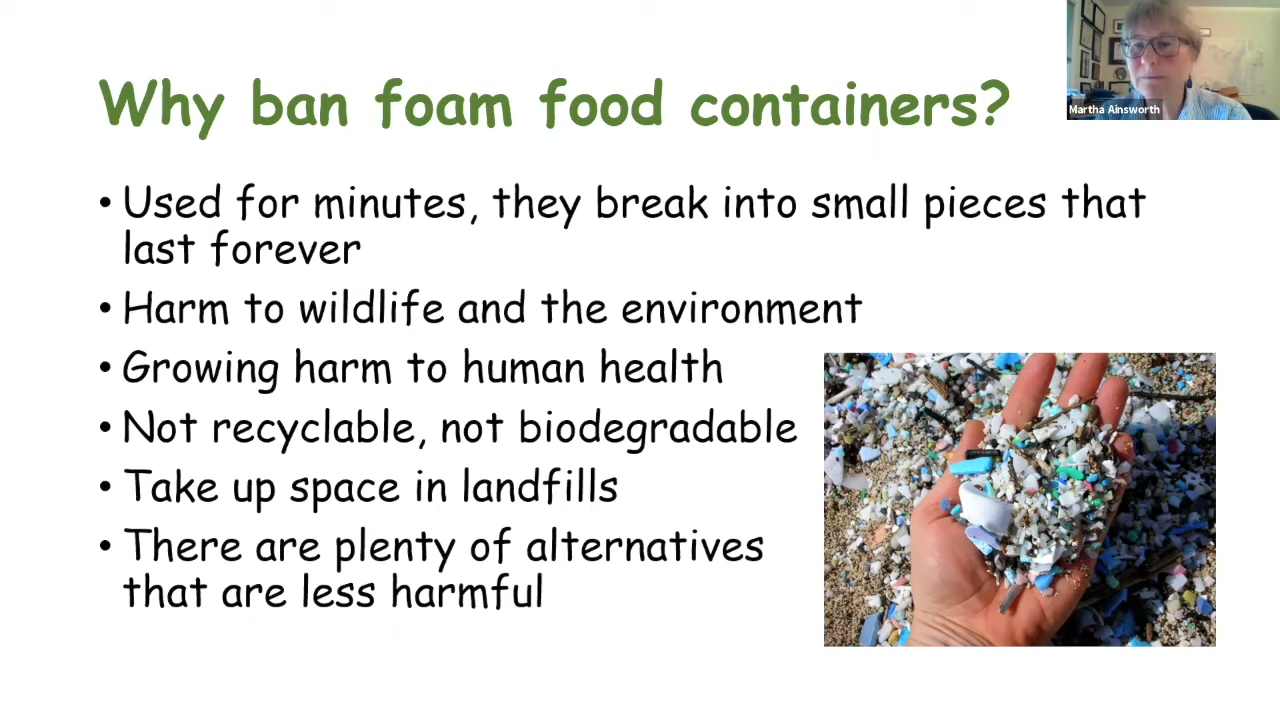 Why ban foam food containers?
Martha Ainsworth
• Used for minutes, they break into small pieces that
last forever
• Harm to wildlife and the environment
• Growing harm to human health
• Not recyclable, not biodegradable
• Take up space in landfills
• There are plenty of alternatives
that are less harmful